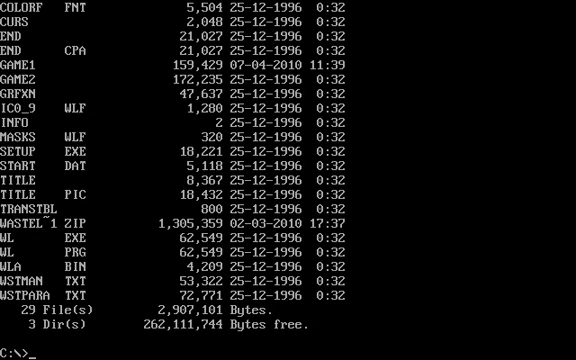 COLORF   FNT             5,504 25-12-1996  0:32
CURS                     2,048 25-12-1996  0:32
END                     21,027 25-12-1996  0:32
END      CPA            21,027 25-12-1996  0:32
GAME1                  159,429 07-04-2010 11:39
GAME2                  172,235 25-12-1996  0:32
GRFXN                   47,637 25-12-1996  0:32
IC0_9    WLF             1,280 25-12-1996  0:32
INFO                         2 25-12-1996  0:32
MASKS    WLF               320 25-12-1996  0:32
SETUP    EXE            18,221 25-12-1996  0:32
START    DAT             5,118 25-12-1996  0:32
TITLE                    8,367 25-12-1996  0:32
TITLE    PIC            18,432 25-12-1996  0:32
TRANSTBL                   800 25-12-1996  0:32
WASTEL~1 ZIP         1,305,359 02-03-2010 17:37
WL       EXE            62,549 25-12-1996  0:32
WL       PRG            62,549 25-12-1996  0:32
WLA      BIN             4,209 25-12-1996  0:32
WSTMAN   TXT            53,322 25-12-1996  0:32
WSTPARA  TXT            72,771 25-12-1996  0:32
29 File(s)           2,907,101 Bytes.
3 Dir(s)           262,111,744 Bytes free.
C:\>_